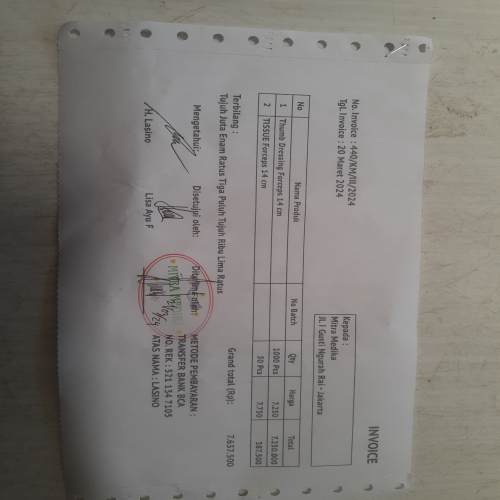 INVOICE
No. Invoice : 440/KM/III/2024
Tgl. Invoice : 20 Maret 2024
Kepada :
Mitra Medika
Jl. I Gusti Ngurah Rai - Jakarta
No Nama Produk No Batch Qty Harga Total
1 Thumb Dressing Forceps 14 cm 1000 Pcs 7.250 7.250.000
2 TISSUE Forceps 14 cm 50 Pcs 7.750 387.500
Grand total (Rp): 7.637.500
Terbilang :
Tujuh Juta Enam Ratus Tiga Puluh Tujuh Ribu Lima Ratus
Mengetahui: Disetujui oleh: Diterima oleh:
H. Lasino Lisa Ayu F
MITRA
METODE PEMBAYARAN :
TRANSFER BANK BCA
NO. REK : 521 134 7105
ATAS NAMA : LASINO